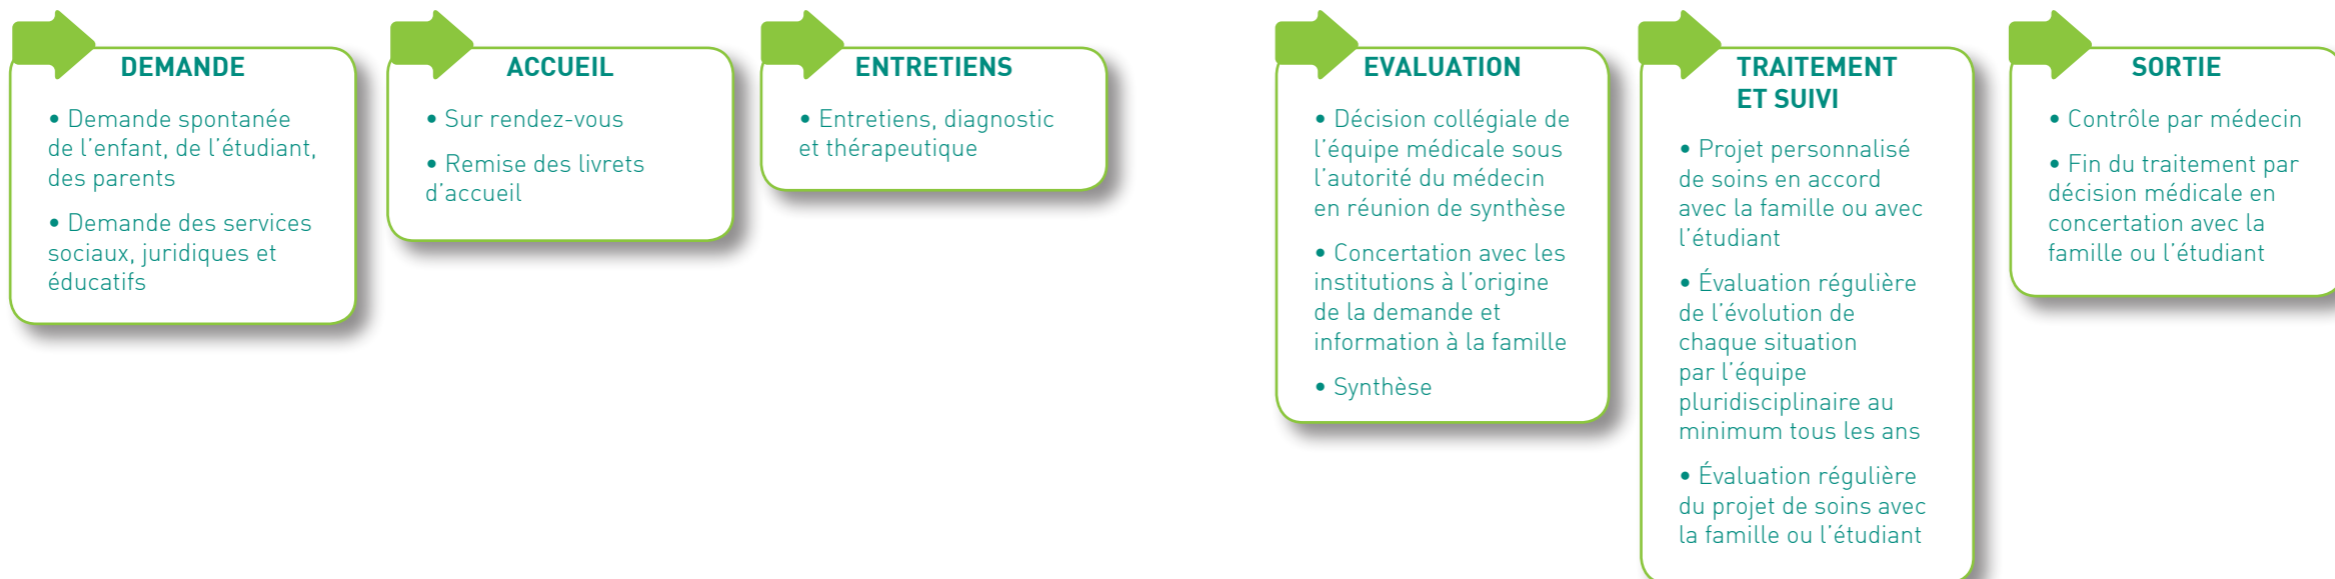 DEMANDE
• Demande spontanée
de l'enfant, de l'étudiant,
des parents
• Demande des services
sociaux, juridiques et
éducatifs
ACCUEIL
• Sur rendez-vous
• Remise des livrets
d'accueil
ENTRETIENS
• Entretiens, diagnostic
et thérapeutique
EVALUATION
• Décision collégiale de
l'équipe médicale sous
l'autorité du médecin
en réunion de synthèse
• Concertation avec les
institutions à l'origine
de la demande et
information à la famille
• Synthèse
TRAITEMENT
ET SUIVI
• Projet personnalisé
de soins en accord
avec la famille ou avec
l'étudiant
• Évaluation régulière
de l'évolution de
chaque situation
par l'équipe
pluridisciplinaire au
minimum tous les ans
• Évaluation régulière
du projet de soins avec
la famille ou l'étudiant
SORTIE
• Contrôle par médecin
• Fin du traitement par
décision médicale en
concertation avec la
famille ou l'étudiant